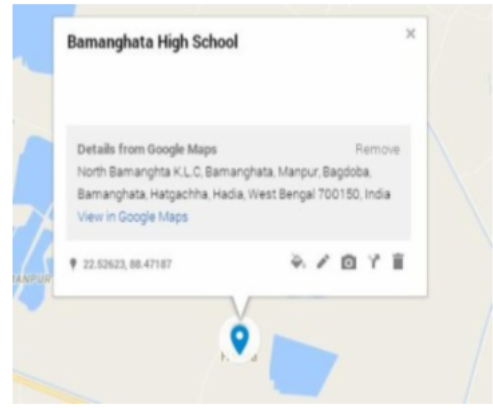 Bamanghata High School
Details from Google Maps Remove
North Bamanghta K.L.C, Bamanghata, Manpur, Bagdoba,
Bamanghata, Hatgachha, Hadia, West Bengal 700150, India
View in Google Maps
22.52623, 88.47187